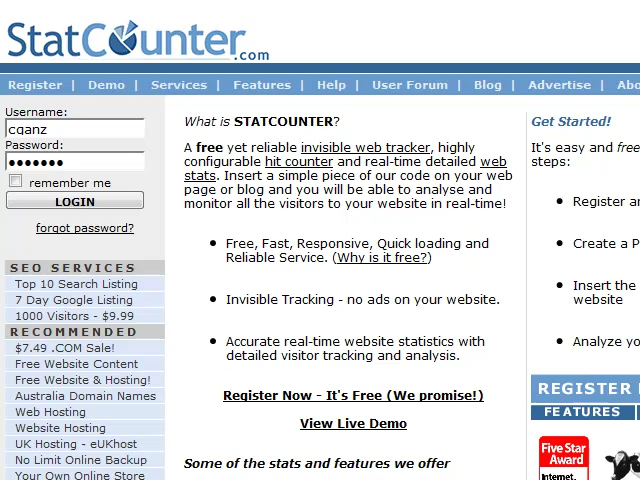 StatCounter.com
Register | Demo | Services | Features | Help | User Forum | Blog | Advertise | Abo
Username:
cganz
Password:
●●●●●●●
remember me
LOGIN
forgot password?
SEO SERVICES
Top 10 Search Listing
7 Day Google Listing
1000 Visitors - $9.99
RECOMMENDED
$7.49 .COM Sale!
Free Website Content
Free Website & Hosting!
Australia Domain Names
Web Hosting
Website Hosting
UK Hosting - eUKhost
No Limit Online Backup
Your Own Online Store
What is STATCOUNTER?
A free yet reliable invisible web tracker, highly
configurable hit counter and real-time detailed web
stats. Insert a simple piece of our code on your web
page or blog and you will be able to analyse and
monitor all the visitors to your website in real-time!
● Free, Fast, Responsive, Quick loading and
Reliable Service. (Why is it free?)
● Invisible Tracking - no ads on your website.
● Accurate real-time website statistics with
detailed visitor tracking and analysis.
Register Now - It's Free (We promise!)
View Live Demo
Some of the stats and features we offer
Get Started!
It's easy and free
steps:
● Register an
● Create a P
● Insert the
website
● Analyze yo
REGISTER
FEATURES
Five Star
Award
Internet.